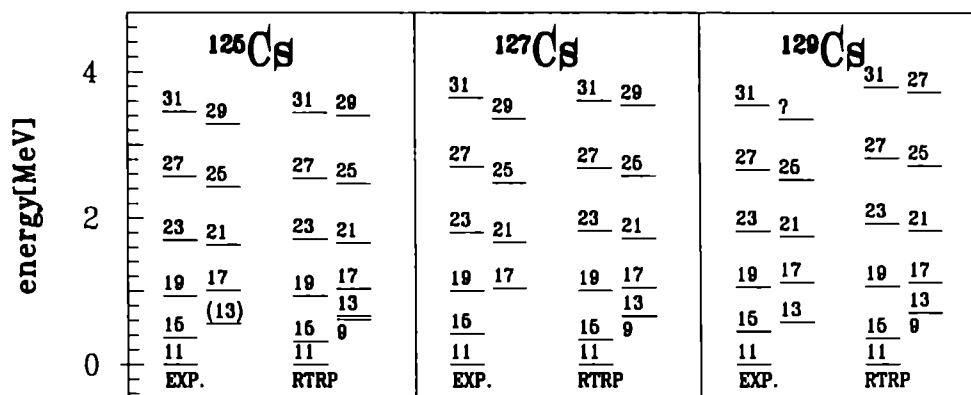 energy[MeV]
4
2
0
125Cs
31 29 31 29
27 25 27 25
23 21 23 21
19 17 19 17
(13) 13
15 15 9
11 11
EXP. RTRP
127Cs
31 29 31 29
27 25 27 25
23 21 23 21
19 17 19 17
13
15 15 9
11 11
EXP. RTRP
129Cs
31 ? 31 27
27 25 27 25
23 21 23 21
19 17 19 17
15 13 13
15 9
11 11
EXP. RTRP